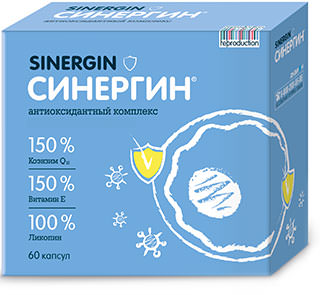 reproduction
SINERGIN
СИНЕРГИН®
антиоксидантный комплекс
150 %
Коэнзим Q₁₀
150 %
Витамин Е
100 %
Ликопин
60 капсул
V